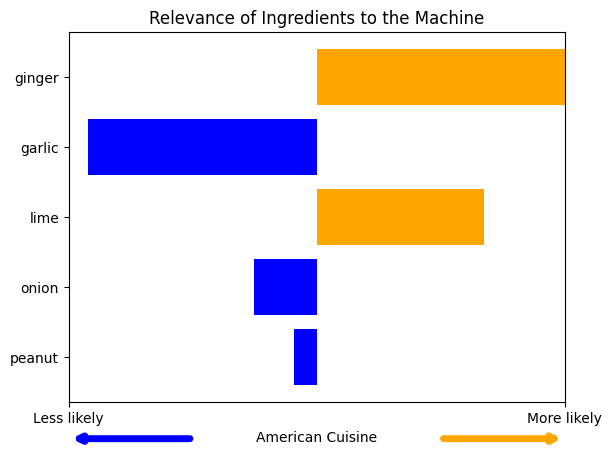 Relevance of Ingredients to the Machine
ginger
garlic
lime
onion
peanut
Less likely
More likely
American Cuisine